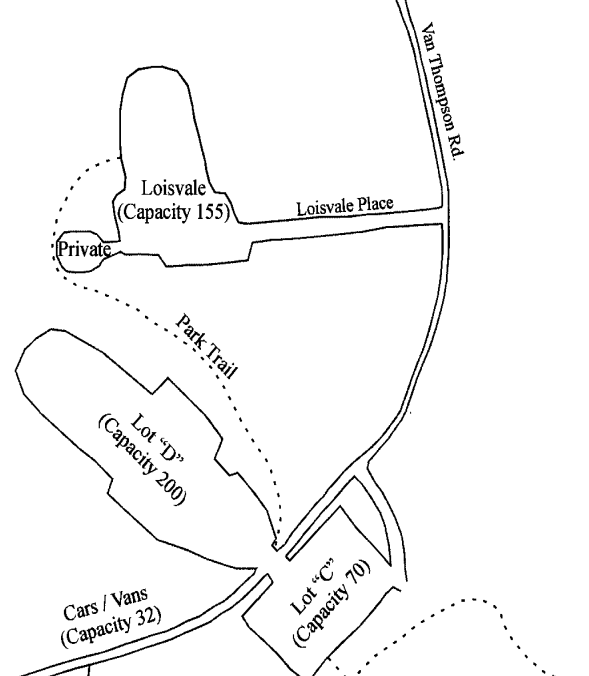 Van Thompson Rd.
Loisvale
(Capacity 155)
Loisvale Place
Private
Park Trail
Lot “D”
(Capacity 200)
Lot “C”
(Capacity 70)
Cars / Vans
(Capacity 32)